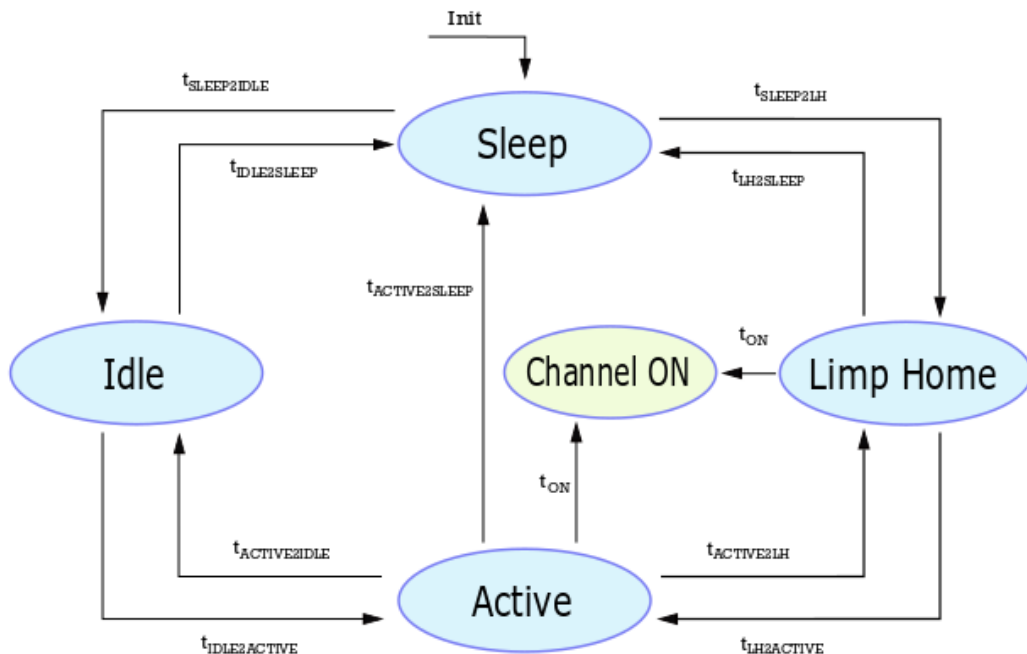 Init
tSLEEP2IDLE
tSLEEP2LH
Sleep
tIDLE2SLEEP
tLH2SLEEP
tACTIVE2SLEEP
tON
Idle
Channel ON
Limp Home
tON
tACTIVE2IDLE
tACTIVE2LH
Active
tIDLE2ACTIVE
tLH2ACTIVE